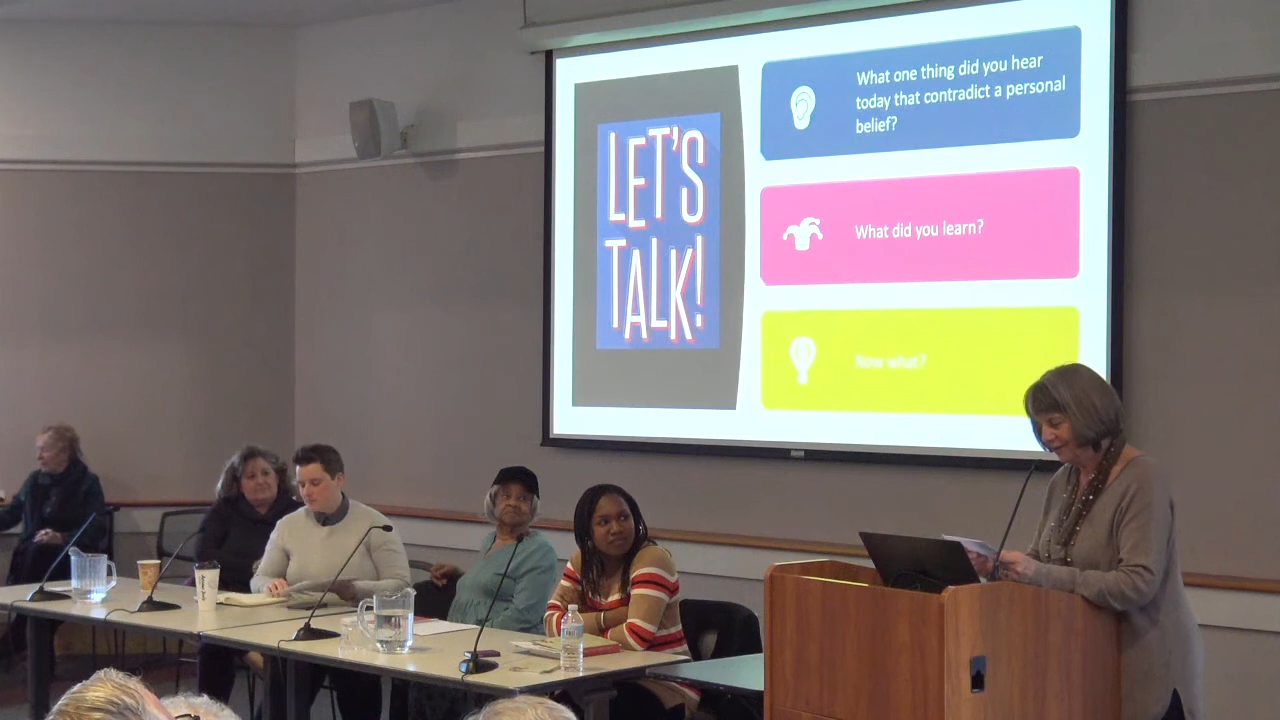 LET'S
TALK!
What one thing did you hear
today that contradict a personal
belief?
What did you learn?
Now what?